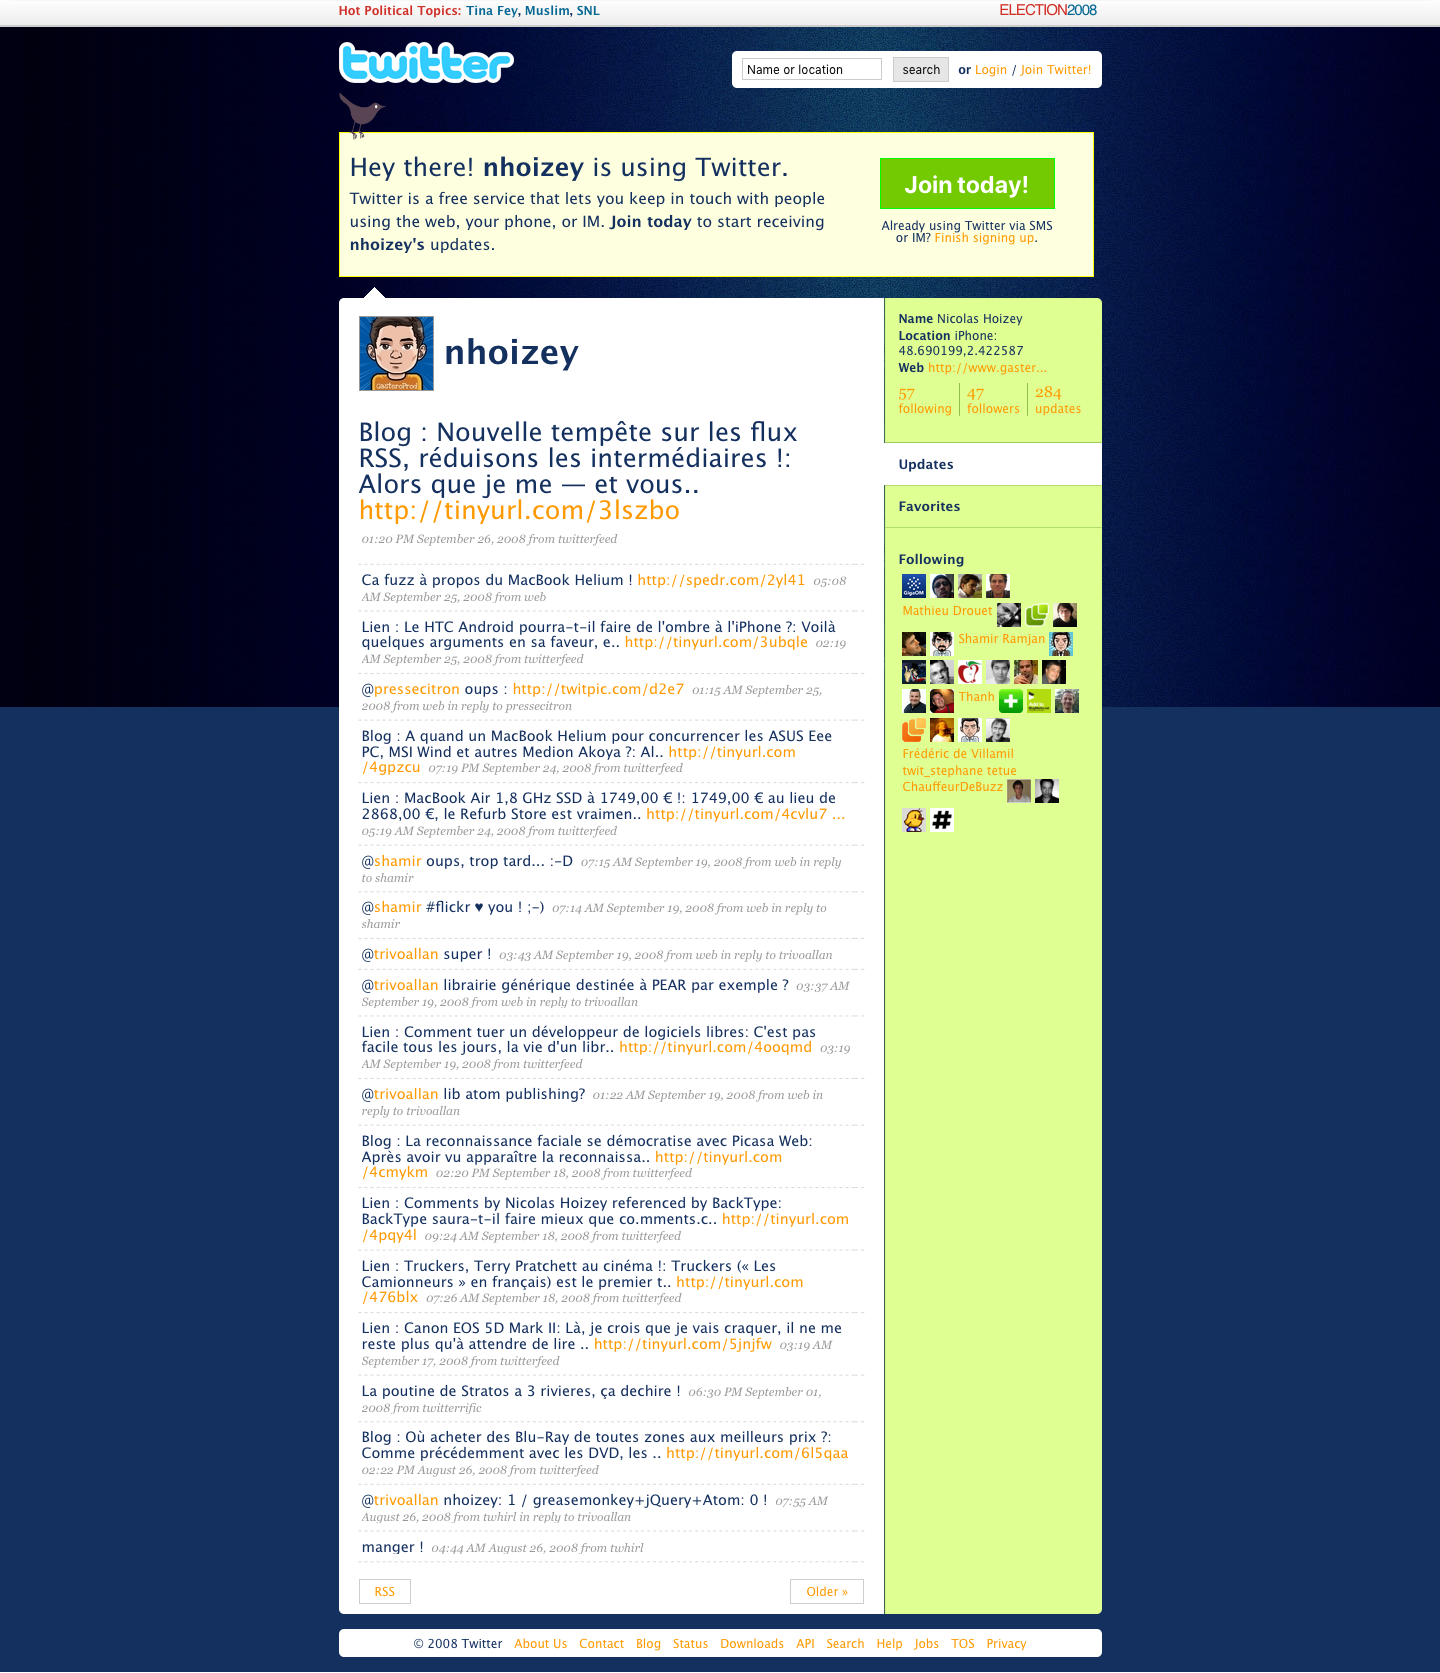 Hot Political Topics: Tina Fey, Muslim, SNL
ELECTION2008
twitter
Name or location
search
or Login / Join Twitter!
Hey there! nhoizey is using Twitter.
Twitter is a free service that lets you keep in touch with people
using the web, your phone, or IM. Join today to start receiving
nhoizey's updates.
Join today!
Already using Twitter via SMS
or IM? Finish signing up.
GasteroProd
nhoizey
Blog : Nouvelle tempête sur les flux
RSS, réduisons les intermédiaires !:
Alors que je me — et vous..
http://tinyurl.com/3lszbo
01:20 PM September 26, 2008 from twitterfeed
Ca fuzz à propos du MacBook Helium ! http://spedr.com/2yl41 05:08
AM September 25, 2008 from web
Lien : Le HTC Android pourra-t-il faire de l'ombre à l'iPhone ?: Voilà
quelques arguments en sa faveur, e.. http://tinyurl.com/3ubqle 02:19
AM September 25, 2008 from twitterfeed
@pressecitron oups : http://twitpic.com/d2e7 01:15 AM September 25,
2008 from web in reply to pressecitron
Blog : A quand un MacBook Helium pour concurrencer les ASUS Eee
PC, MSI Wind et autres Medion Akoya ?: Al.. http://tinyurl.com
/4gpzcu 07:19 PM September 24, 2008 from twitterfeed
Lien : MacBook Air 1,8 GHz SSD à 1749,00 € !: 1749,00 € au lieu de
2868,00 €, le Refurb Store est vraimen.. http://tinyurl.com/4cvlu7 ...
05:19 AM September 24, 2008 from twitterfeed
@shamir oups, trop tard... :-D 07:15 AM September 19, 2008 from web in reply
to shamir
@shamir #flickr ♥ you ! ;-) 07:14 AM September 19, 2008 from web in reply to
shamir
@trivoallan super ! 03:43 AM September 19, 2008 from web in reply to trivoallan
@trivoallan librairie générique destinée à PEAR par exemple ? 03:37 AM
September 19, 2008 from web in reply to trivoallan
Lien : Comment tuer un développeur de logiciels libres: C'est pas
facile tous les jours, la vie d'un libr.. http://tinyurl.com/4ooqmd 03:19
AM September 19, 2008 from twitterfeed
@trivoallan lib atom publishing? 01:22 AM September 19, 2008 from web in
reply to trivoallan
Blog : La reconnaissance faciale se démocratise avec Picasa Web:
Après avoir vu apparaître la reconnaissa.. http://tinyurl.com
/4cmykm 02:20 PM September 18, 2008 from twitterfeed
Lien : Comments by Nicolas Hoizey referenced by BackType:
BackType saura-t-il faire mieux que co.mments.c.. http://tinyurl.com
/4pqy4l 09:24 AM September 18, 2008 from twitterfeed
Lien : Truckers, Terry Pratchett au cinéma !: Truckers (« Les
Camionneurs » en français) est le premier t.. http://tinyurl.com
/476blx 07:26 AM September 18, 2008 from twitterfeed
Lien : Canon EOS 5D Mark II: Là, je crois que je vais craquer, il ne me
reste plus qu'à attendre de lire .. http://tinyurl.com/5jnjfw 03:19 AM
September 17, 2008 from twitterfeed
La poutine de Stratos a 3 rivieres, ça dechire ! 06:30 PM September 01,
2008 from twitterrific
Blog : Où acheter des Blu-Ray de toutes zones aux meilleurs prix ?:
Comme précédemment avec les DVD, les .. http://tinyurl.com/6l5qaa
02:22 PM August 26, 2008 from twitterfeed
@trivoallan nhoizey: 1 / greasemonkey+jQuery+Atom: 0 ! 07:55 AM
August 26, 2008 from twhirl in reply to trivoallan
manger ! 04:44 AM August 26, 2008 from twhirl
RSS
Older »
Name Nicolas Hoizey
Location iPhone:
48.690199,2.422587
Web http://www.gaster...
57 47 284
following followers updates
Updates
Favorites
Following
GigaOM
Mathieu Drouet
Shamir Ramjan
Thanh
Frédéric de Villamil
twit_stephane tetue
ChauffeurDeBuzz
#
© 2008 Twitter About Us Contact Blog Status Downloads API Search Help Jobs TOS Privacy